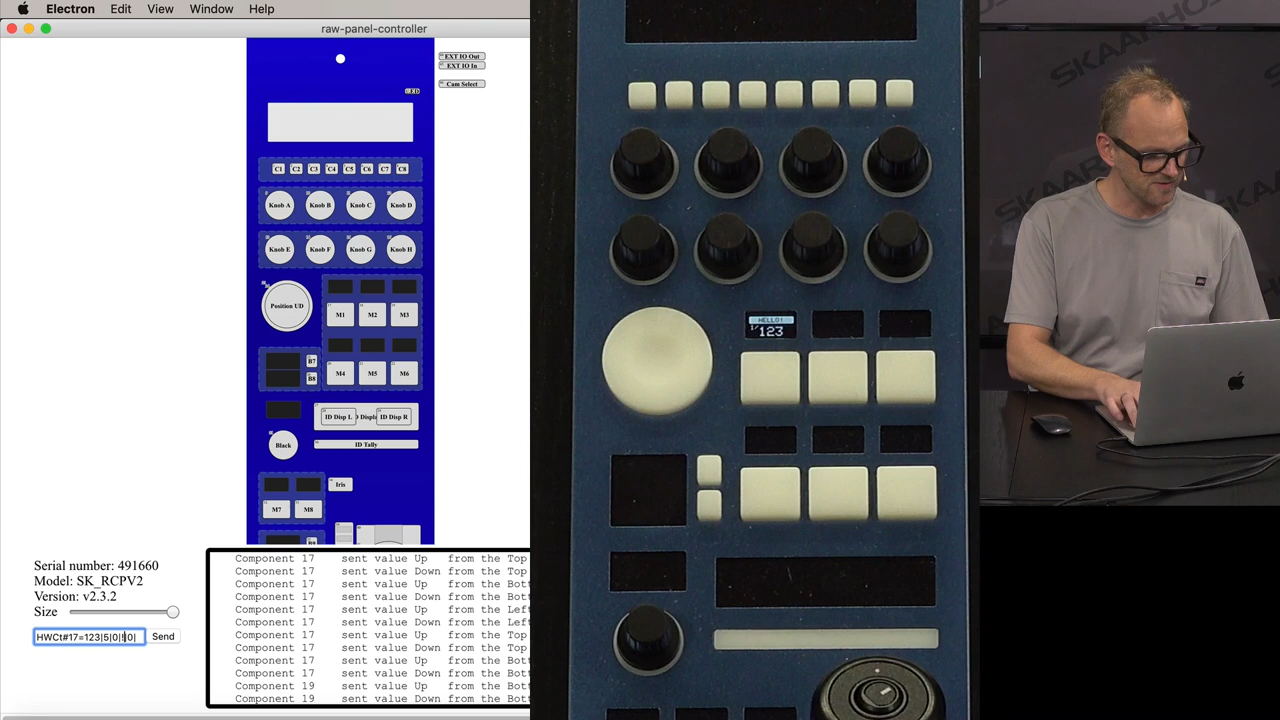 Electron File Edit View Window Help
raw-panel-controller
EXT IO Out
EXT IO In
Cam Select
C1 C2 C3 C4 C5 C6 C7 C8
Knob A Knob B Knob C Knob D
Knob E Knob F Knob G Knob H
Position UD
M1 M2 M3
B7
B8
M4 M5 M6
ID Disp L ID Disp R
Black
ID Tally
Iris
M7 M8
Serial number: 491660
Model: SK_RCPV2
Version: v2.3.2
Size
Send
Component 17 sent value Up from the Top
Component 17 sent value Down from the Top
Component 17 sent value Up from the Bott
Component 17 sent value Down from the Bott
Component 17 sent value Up from the Left
Component 17 sent value Down from the Left
Component 17 sent value Up from the Top
Component 17 sent value Down from the Top
Component 17 sent value Up from the Bott
Component 17 sent value Down from the Bott
Component 19 sent value Up from the Bott
Component 19 sent value Down from the Bott
HELLO!
123
SKAARHOJ
SKAARHOJ